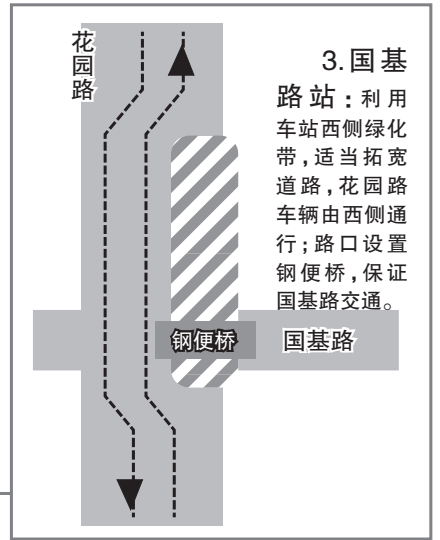 花园路
3.国基
路站：利用
车站西侧绿化
带,适当拓宽
道路,花园路
车辆由西侧通
行;路口设置
钢便桥,保证
国基路交通。
钢便桥
国基路